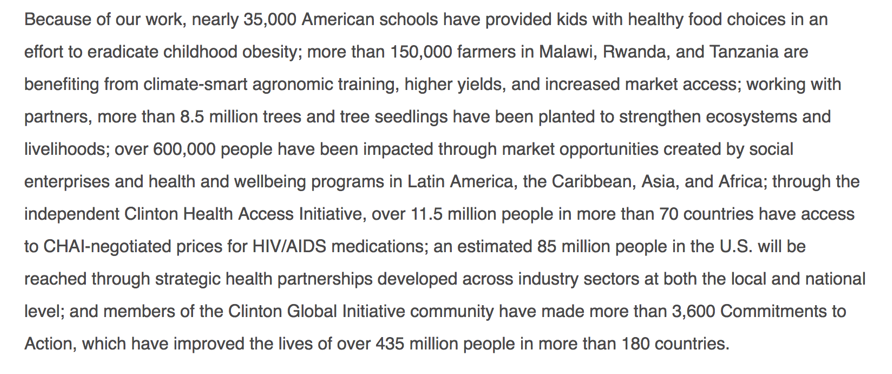 Because of our work, nearly 35,000 American schools have provided kids with healthy food choices in an
effort to eradicate childhood obesity; more than 150,000 farmers in Malawi, Rwanda, and Tanzania are
benefiting from climate-smart agronomic training, higher yields, and increased market access; working with
partners, more than 8.5 million trees and tree seedlings have been planted to strengthen ecosystems and
livelihoods; over 600,000 people have been impacted through market opportunities created by social
enterprises and health and wellbeing programs in Latin America, the Caribbean, Asia, and Africa; through the
independent Clinton Health Access Initiative, over 11.5 million people in more than 70 countries have access
to CHAI-negotiated prices for HIV/AIDS medications; an estimated 85 million people in the U.S. will be
reached through strategic health partnerships developed across industry sectors at both the local and national
level; and members of the Clinton Global Initiative community have made more than 3,600 Commitments to
Action, which have improved the lives of over 435 million people in more than 180 countries.